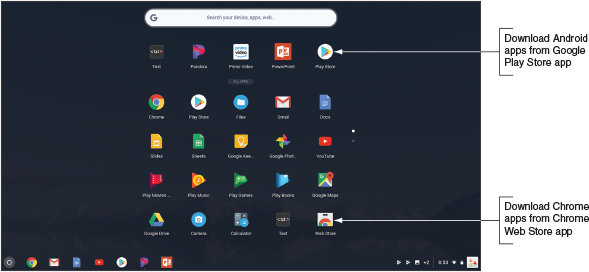 Search your device, apps, web...
Text Pandora Prime Video PowerPoint Play Store
ALL APPS
Chrome Play Store Files Gmail Docs
Slides Sheets Google Kee... Google Phot... YouTube
Play Movies ... Play Music Play Games Play Books Google Maps
Google Drive Camera Calculator Text Web Store
+2 8:53
Download Android
apps from Google
Play Store app
Download Chrome
apps from Chrome
Web Store app